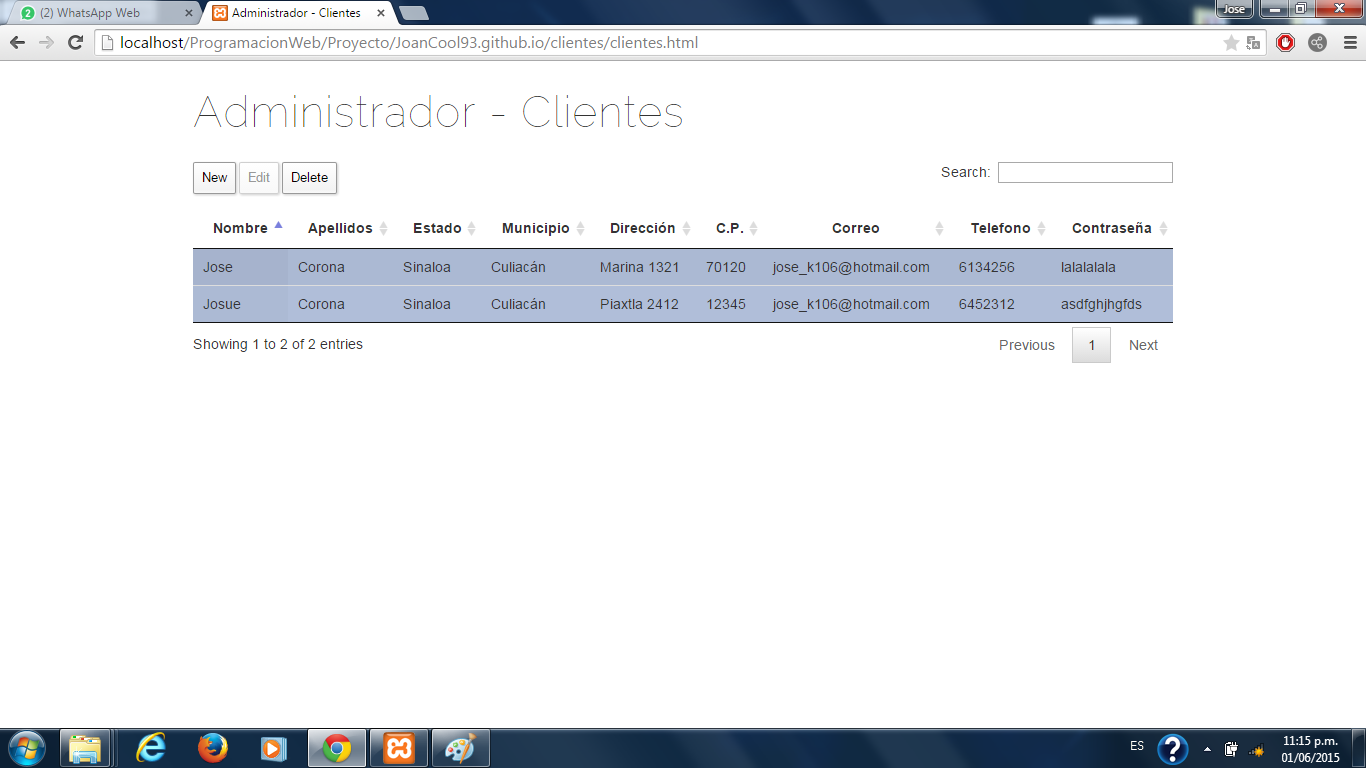 (2) WhatsApp Web
Administrador - Clientes
Jose
localhost/ProgramacionWeb/Proyecto/JoanCool93.github.io/clientes/clientes.html
Administrador - Clientes
New Edit Delete Search:
Nombre Apellidos Estado Municipio Dirección C.P. Correo Telefono Contraseña
Jose Corona Sinaloa Culiacán Marina 1321 70120 jose_k106@hotmail.com 6134256 lalalalala
Josue Corona Sinaloa Culiacán Piaxtla 2412 12345 jose_k106@hotmail.com 6452312 asdfghjhgfds
Showing 1 to 2 of 2 entries Previous 1 Next
ES
11:15 p.m.
01/06/2015